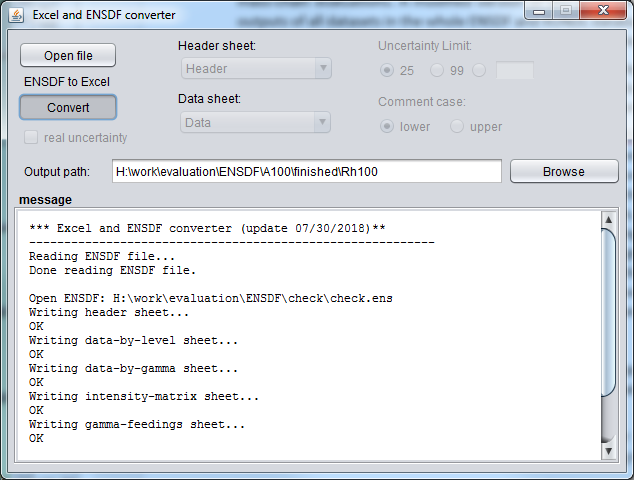 Excel and ENSDF converter
Open file
Header sheet:
Uncertainty Limit:
Header
25
99
ENSDF to Excel
Convert
Data sheet:
Comment case:
Data
lower
upper
real uncertainty
Output path:
H:\work\evaluation\ENSDF\A100\finished\Rh100
Browse
message
*** Excel and ENSDF converter (update 07/30/2018)**
----------------------------------------------------------
Reading ENSDF file...
Done reading ENSDF file.
Open ENSDF: H:\work\evaluation\ENSDF\check\check.ens
Writing header sheet...
OK
Writing data-by-level sheet...
OK
Writing data-by-gamma sheet...
OK
Writing intensity-matrix sheet...
OK
Writing gamma-feedings sheet...
OK